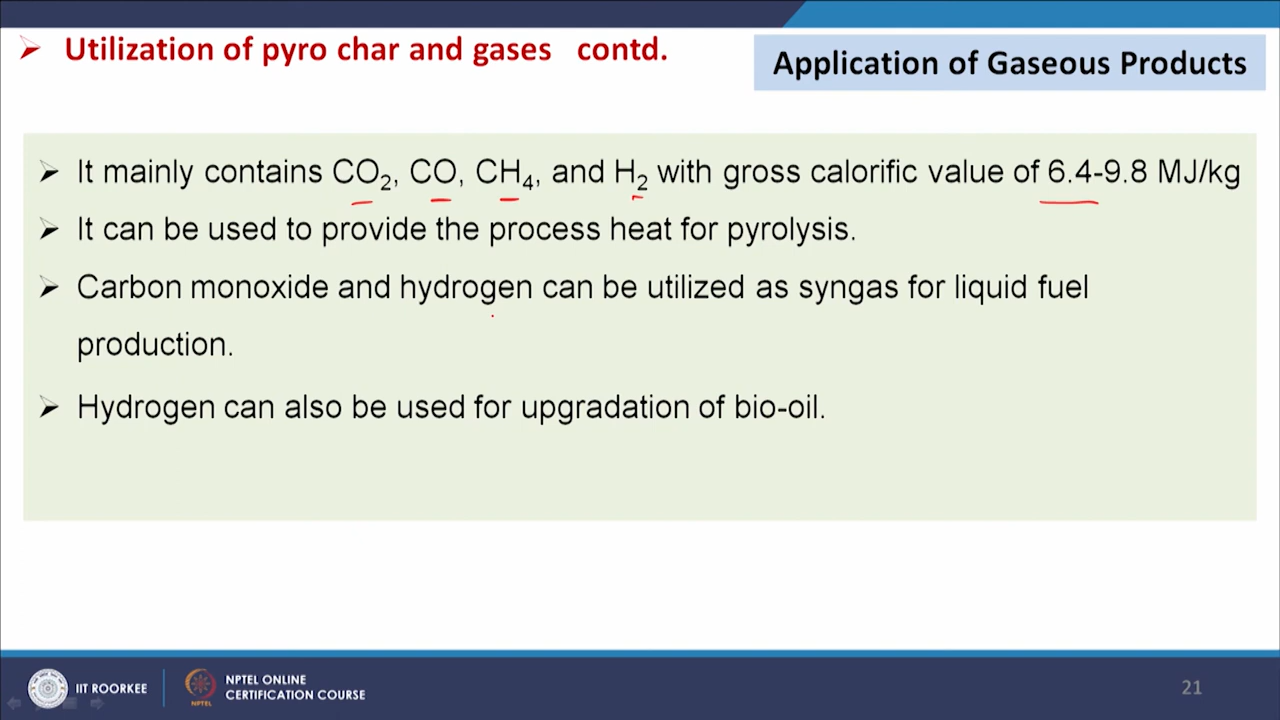 Utilization of pyro char and gases contd.
Application of Gaseous Products
It mainly contains CO₂, CO, CH₄, and H₂ with gross calorific value of 6.4-9.8 MJ/kg
It can be used to provide the process heat for pyrolysis.
Carbon monoxide and hydrogen can be utilized as syngas for liquid fuel
production.
Hydrogen can also be used for upgradation of bio-oil.
IIT ROORKEE
NPTEL ONLINE
CERTIFICATION COURSE
NPTEL
21